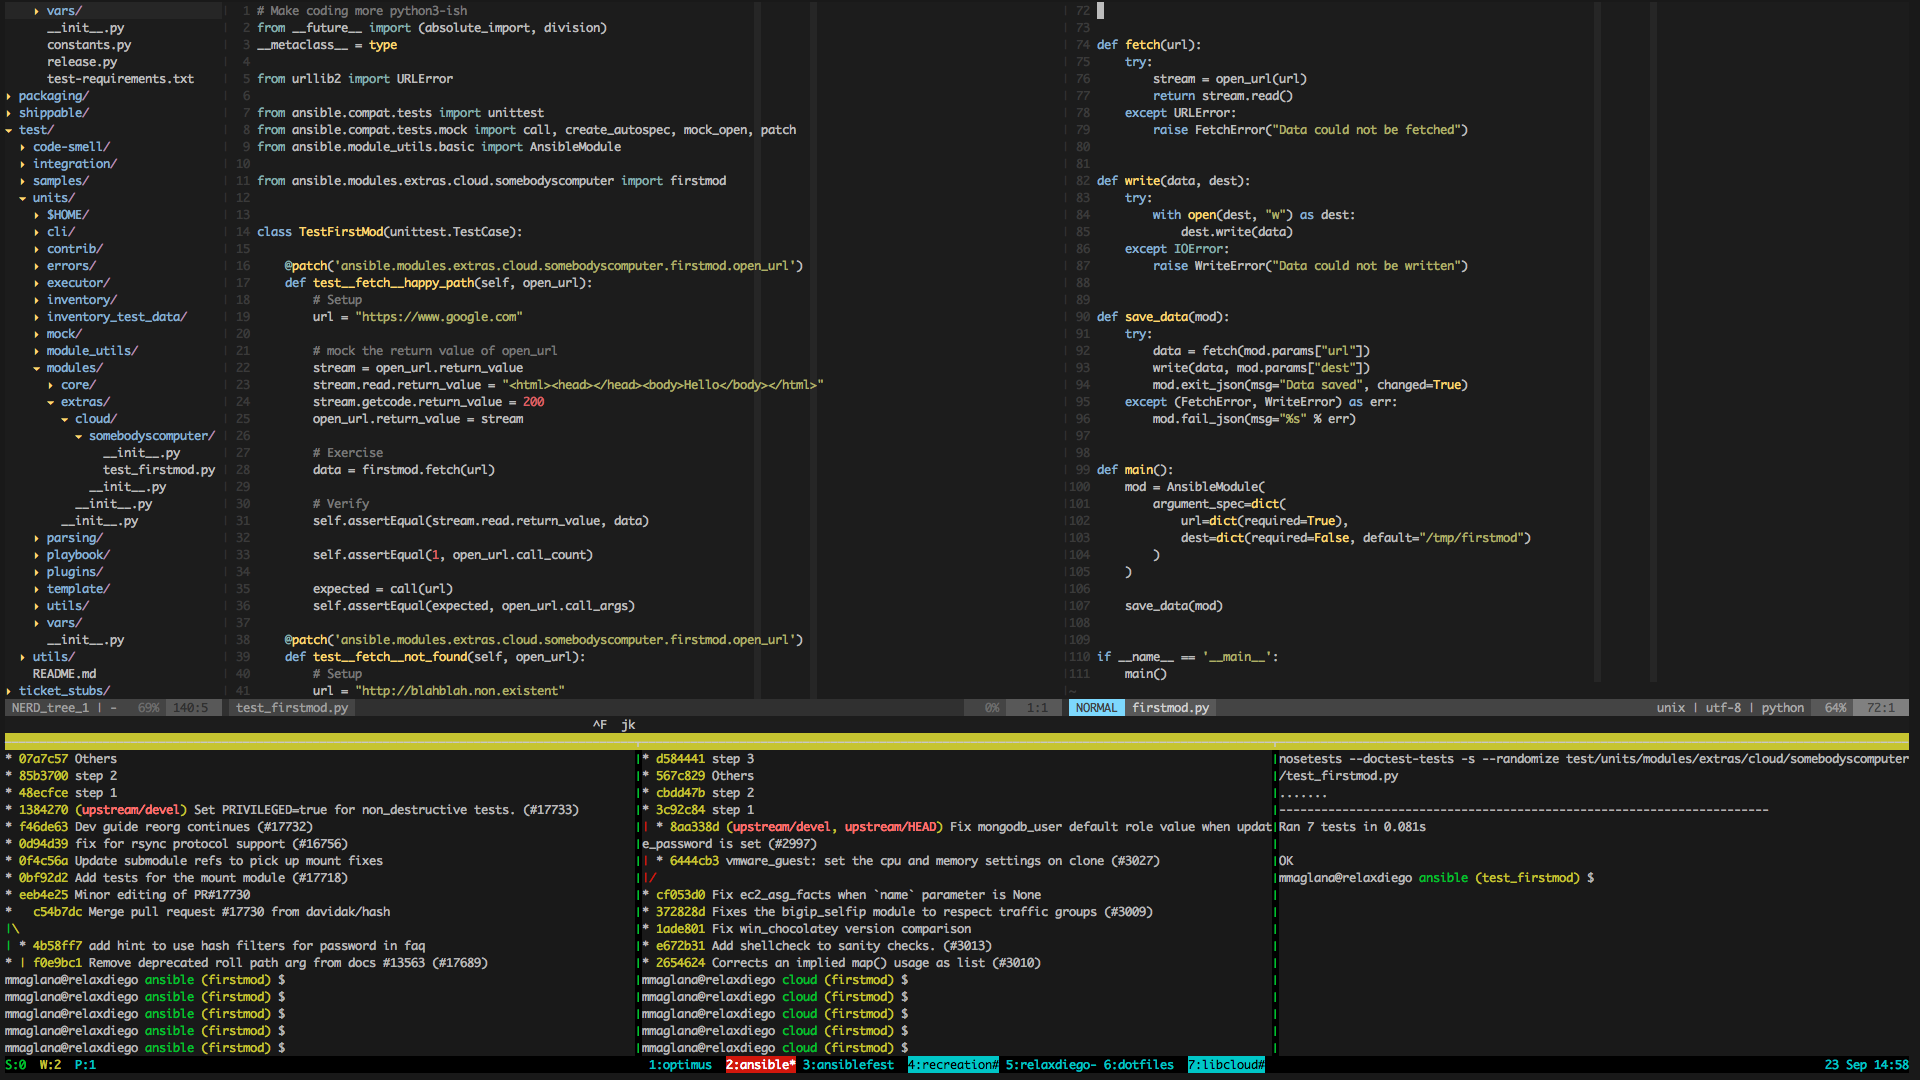 ▸ vars/
__init__.py
constants.py
release.py
test-requirements.txt
▸ packaging/
▸ shippable/
▾ test/
▸ code-smell/
▸ integration/
▸ samples/
▾ units/
▸ $HOME/
▸ cli/
▸ contrib/
▸ errors/
▸ executor/
▸ inventory/
▸ inventory_test_data/
▸ mock/
▸ module_utils/
▾ modules/
▸ core/
▾ extras/
▾ cloud/
▾ somebodyscomputer/
__init__.py
test_firstmod.py
__init__.py
__init__.py
__init__.py
▸ parsing/
▸ playbook/
▸ plugins/
▸ template/
▸ utils/
▸ vars/
__init__.py
▸ utils/
README.md
▸ ticket_stubs/
NERD_tree_1 | - 69% 140:5
1 # Make coding more python3-ish
2 from __future__ import (absolute_import, division)
3 __metaclass__ = type
4
5 from urllib2 import URLError
6
7 from ansible.compat.tests import unittest
8 from ansible.compat.tests.mock import call, create_autospec, mock_open, patch
9 from ansible.module_utils.basic import AnsibleModule
10
11 from ansible.modules.extras.cloud.somebodyscomputer import firstmod
12
13
14 class TestFirstMod(unittest.TestCase):
15
16 @patch('ansible.modules.extras.cloud.somebodyscomputer.firstmod.open_url')
17 def test__fetch__happy_path(self, open_url):
18 # Setup
19 url = "https://www.google.com"
20
21 # mock the return value of open_url
22 stream = open_url.return_value
23 stream.read.return_value = "<html><head></head><body>Hello</body></html>"
24 stream.getcode.return_value = 200
25 open_url.return_value = stream
26
27 # Exercise
28 data = firstmod.fetch(url)
29
30 # Verify
31 self.assertEqual(stream.read.return_value, data)
32
33 self.assertEqual(1, open_url.call_count)
34
35 expected = call(url)
36 self.assertEqual(expected, open_url.call_args)
37
38 @patch('ansible.modules.extras.cloud.somebodyscomputer.firstmod.open_url')
39 def test__fetch__not_found(self, open_url):
40 # Setup
41 url = "http://blahblah.non.existent"
test_firstmod.py 0% 1:1
72
73
74 def fetch(url):
75 try:
76 stream = open_url(url)
77 return stream.read()
78 except URLError:
79 raise FetchError("Data could not be fetched")
80
81
82 def write(data, dest):
83 try:
84 with open(dest, "w") as dest:
85 dest.write(data)
86 except IOError:
87 raise WriteError("Data could not be written")
88
89
90 def save_data(mod):
91 try:
92 data = fetch(mod.params["url"])
93 write(data, mod.params["dest"])
94 mod.exit_json(msg="Data saved", changed=True)
95 except (FetchError, WriteError) as err:
96 mod.fail_json(msg="%s" % err)
97
98
99 def main():
100 mod = AnsibleModule(
101 argument_spec=dict(
102 url=dict(required=True),
103 dest=dict(required=False, default="/tmp/firstmod")
104 )
105 )
106
107 save_data(mod)
108
109
110 if __name__ == '__main__':
111 main()
~
NORMAL firstmod.py unix | utf-8 | python 64% 72:1
^F jk
* 07a7c57 Others
* 85b3700 step 2
* 48ecfce step 1
* 1384270 (upstream/devel) Set PRIVILEGED=true for non_destructive tests. (#17733)
* f46de63 Dev guide reorg continues (#17732)
* 0d94d39 fix for rsync protocol support (#16756)
* 0f4c56a Update submodule refs to pick up mount fixes
* 0bf92d2 Add tests for the mount module (#17718)
* eeb4e25 Minor editing of PR#17730
* c54b7dc Merge pull request #17730 from davidak/hash
|\
| * 4b58ff7 add hint to use hash filters for password in faq
* | f0e9bc1 Remove deprecated roll path arg from docs #13563 (#17689)
mmaglana@relaxdiego ansible (firstmod) $
mmaglana@relaxdiego ansible (firstmod) $
mmaglana@relaxdiego ansible (firstmod) $
mmaglana@relaxdiego ansible (firstmod) $
mmaglana@relaxdiego ansible (firstmod) $
* d584441 step 3
* 567c829 Others
* cbdd47b step 2
* 3c92c84 step 1
| * 8aa338d (upstream/devel, upstream/HEAD) Fix mongodb_user default role value when updat
e_password is set (#2997)
| * 6444cb3 vmware_guest: set the cpu and memory settings on clone (#3027)
|/
* cf053d0 Fix ec2_asg_facts when `name` parameter is None
* 372828d Fixes the bigip_selfip module to respect traffic groups (#3009)
* 1ade801 Fix win_chocolatey version comparison
* e672b31 Add shellcheck to sanity checks. (#3013)
* 2654624 Corrects an implied map() usage as list (#3010)
mmaglana@relaxdiego cloud (firstmod) $
mmaglana@relaxdiego cloud (firstmod) $
mmaglana@relaxdiego cloud (firstmod) $
mmaglana@relaxdiego cloud (firstmod) $
mmaglana@relaxdiego cloud (firstmod) $
nosetests --doctest-tests -s --randomize test/units/modules/extras/cloud/somebodyscomputer
/test_firstmod.py
.......
----------------------------------------------------------------------
Ran 7 tests in 0.081s
OK
mmaglana@relaxdiego ansible (test_firstmod) $
S:0 W:2 P:1 1:optimus 2:ansible* 3:ansiblefest 4:recreation# 5:relaxdiego- 6:dotfiles 7:libcloud# 23 Sep 14:58